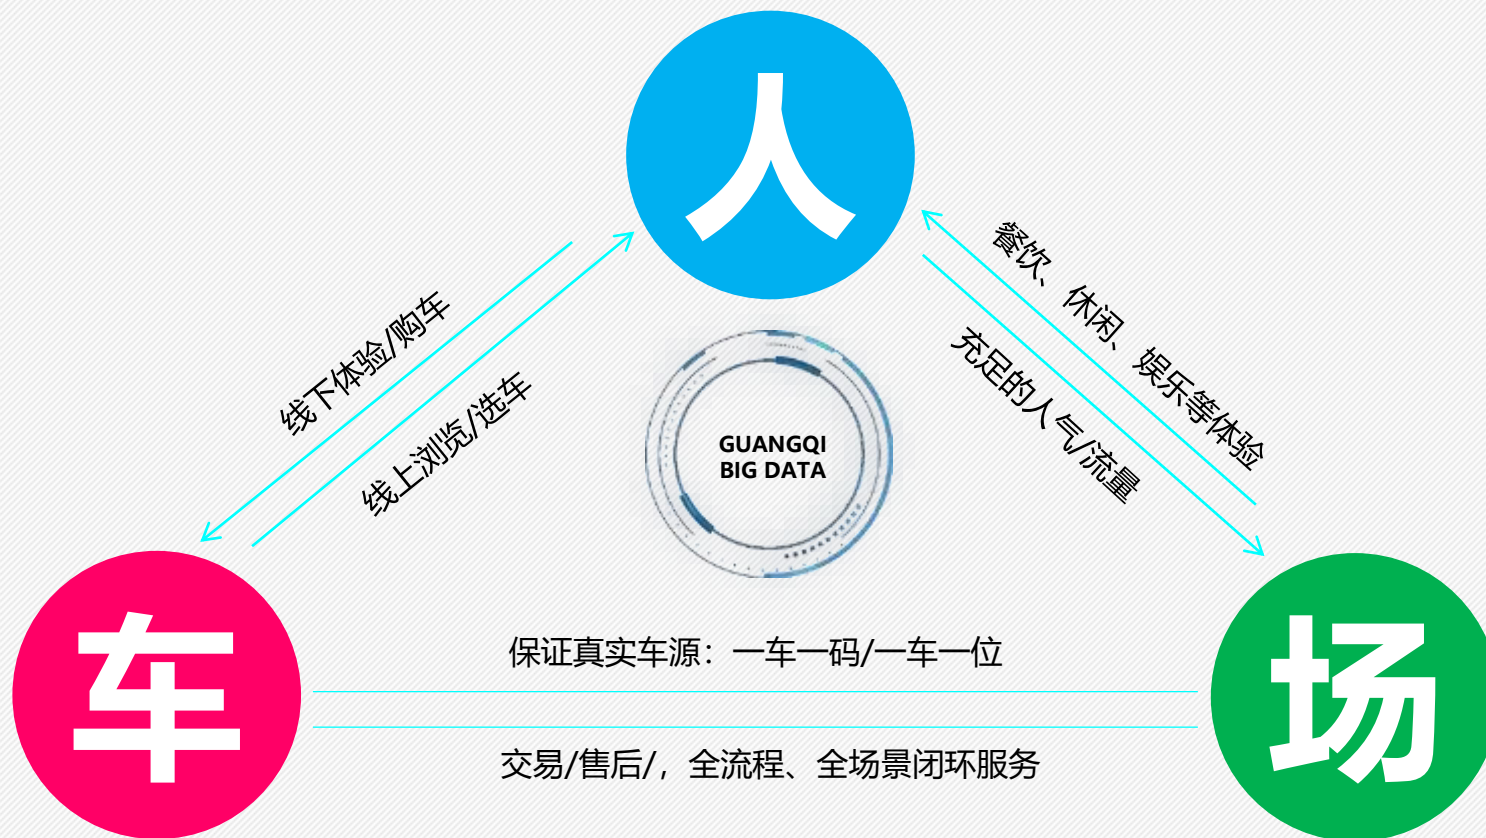 人
餐饮、休闲、娱乐等体验
充足的人气/流量
线下体验/购车
线上浏览/选车
GUANGQI
BIG DATA
车
保证真实车源：一车一码/一车一位
交易/售后/，全流程、全场景闭环服务
场